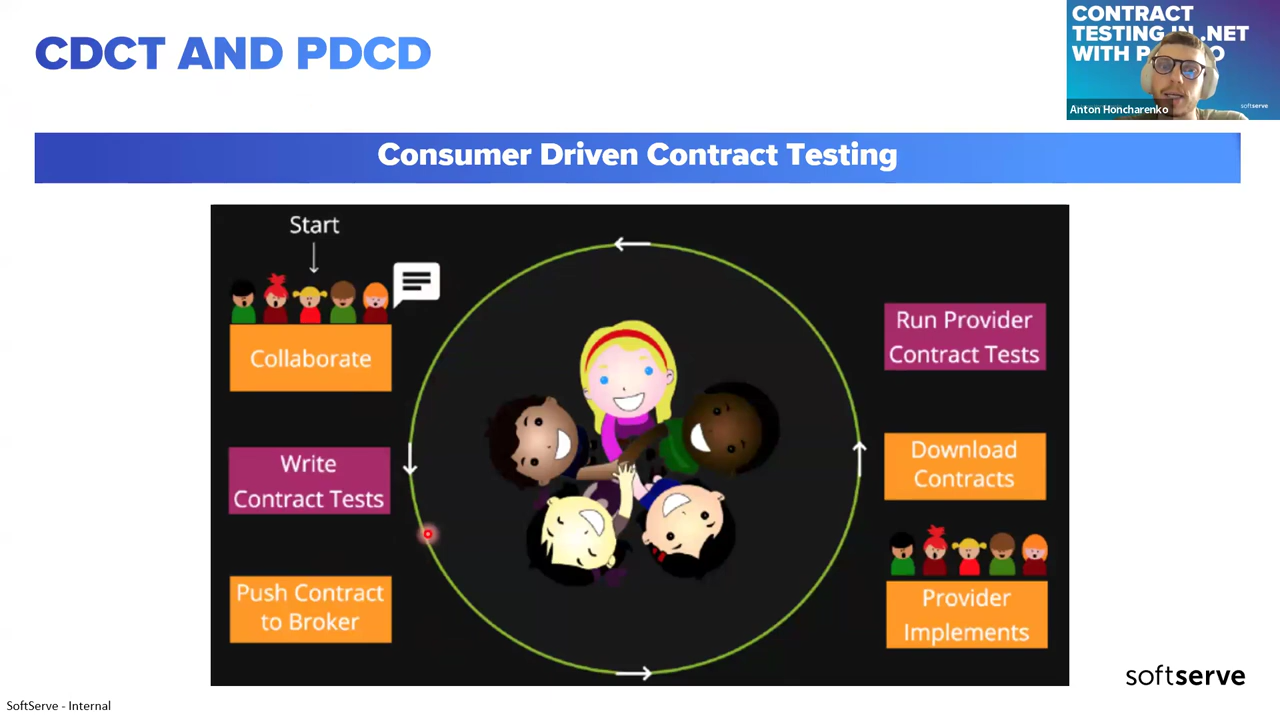 CDCT AND PDCD
CONTRACT
TESTING IN .NET
WITH
Anton Honcharenko
softserve
Consumer Driven Contract Testing
Start
Collaborate
Write
Contract Tests
Push Contract
to Broker
Run Provider
Contract Tests
Download
Contracts
Provider
Implements
softserve
SoftServe - Internal